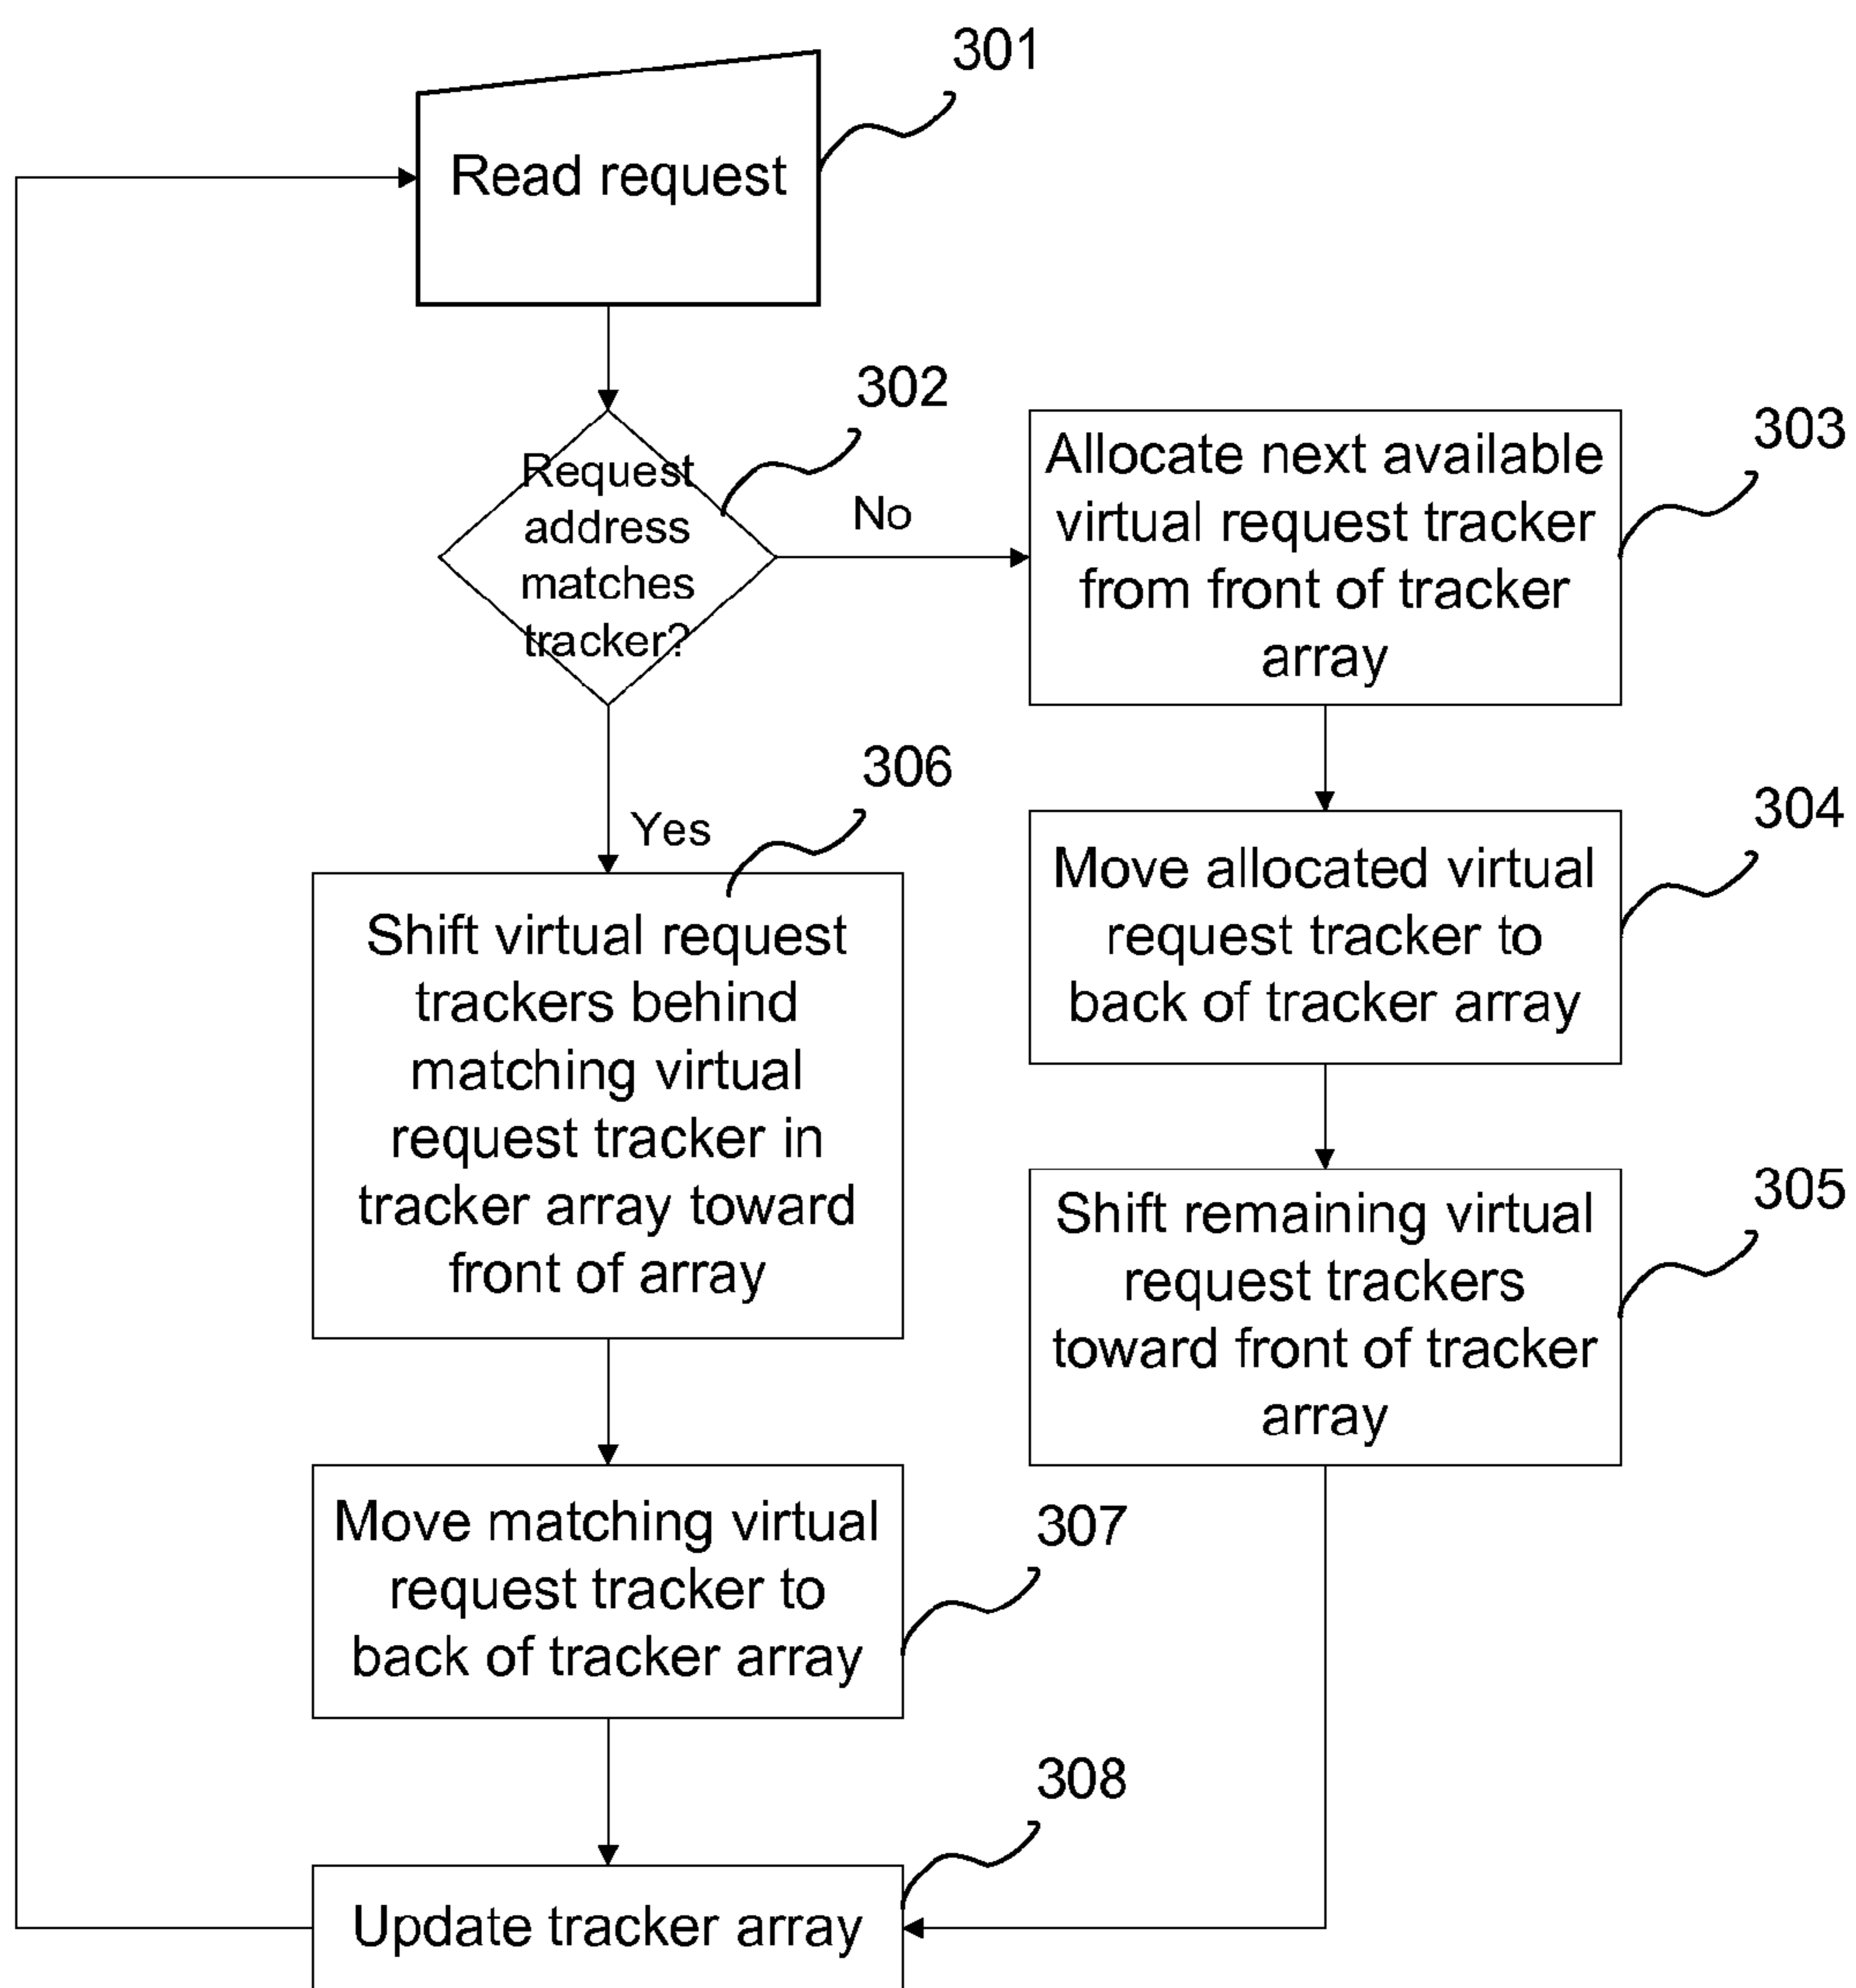 301
Read request
302
Request
address
matches
tracker?
No
303
Allocate next available
virtual request tracker
from front of tracker
array
304
Move allocated virtual
request tracker to
back of tracker array
305
Shift remaining virtual
request trackers
toward front of tracker
array
Yes
306
Shift virtual request
trackers behind
matching virtual
request tracker in
tracker array toward
front of array
307
Move matching virtual
request tracker to
back of tracker array
308
Update tracker array